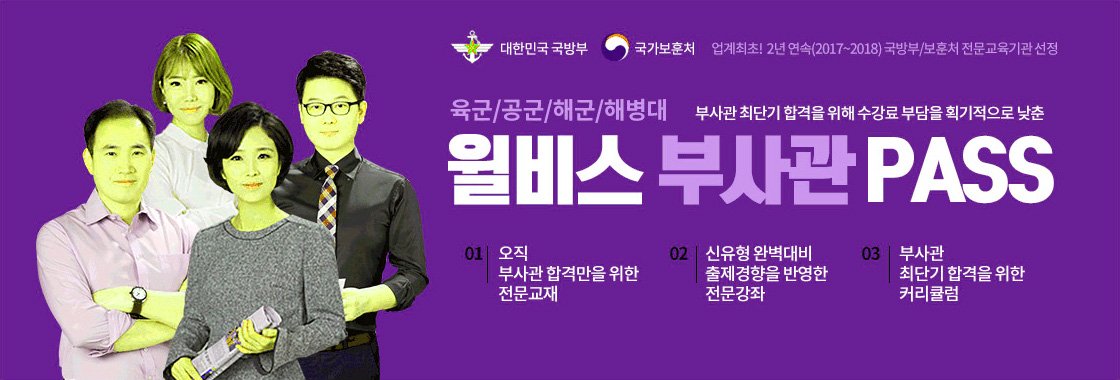 대한민국 국방부 국가보훈처 업계최초! 2년 연속(2017~2018) 국방부/보훈처 전문교육기관 선정
육군/공군/해군/해병대 부사관 최단기 합격을 위해 수강료 부담을 획기적으로 낮춘
윌비스 부사관 PASS
01 오직
부사관 합격만을 위한
전문교재
02 신유형 완벽대비
출제경향을 반영한
전문강좌
03 부사관
최단기 합격을 위한
커리큘럼